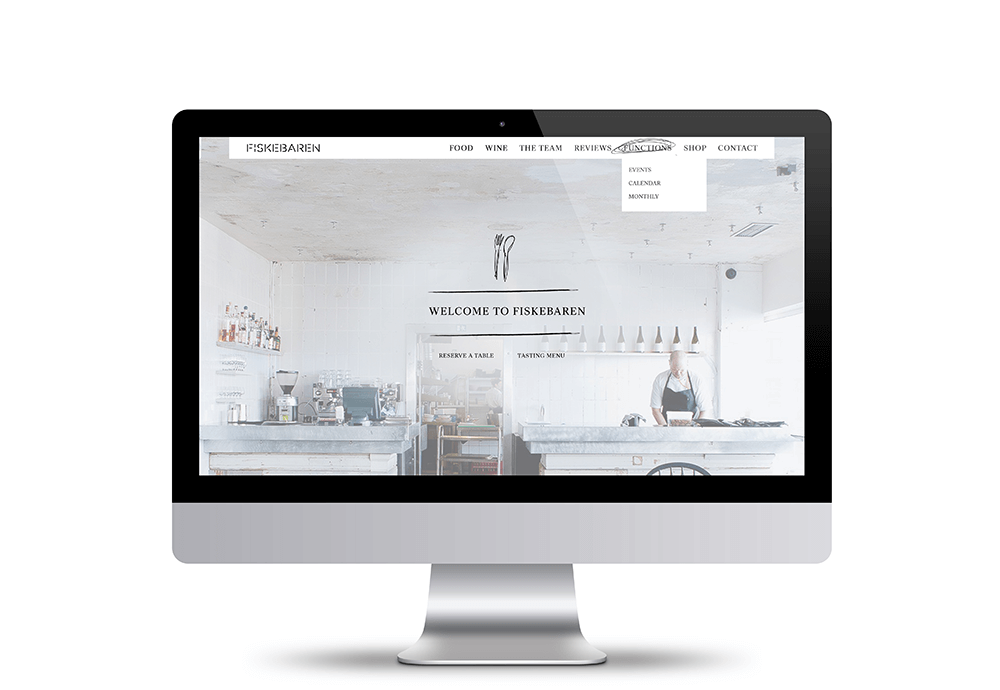 FISKEBAREN
FOOD WINE THE TEAM REVIEWS FUNCTIONS SHOP CONTACT
EVENTS
CALENDAR
MONTHLY
WELCOME TO FISKEBAREN
RESERVE A TABLE TASTING MENU